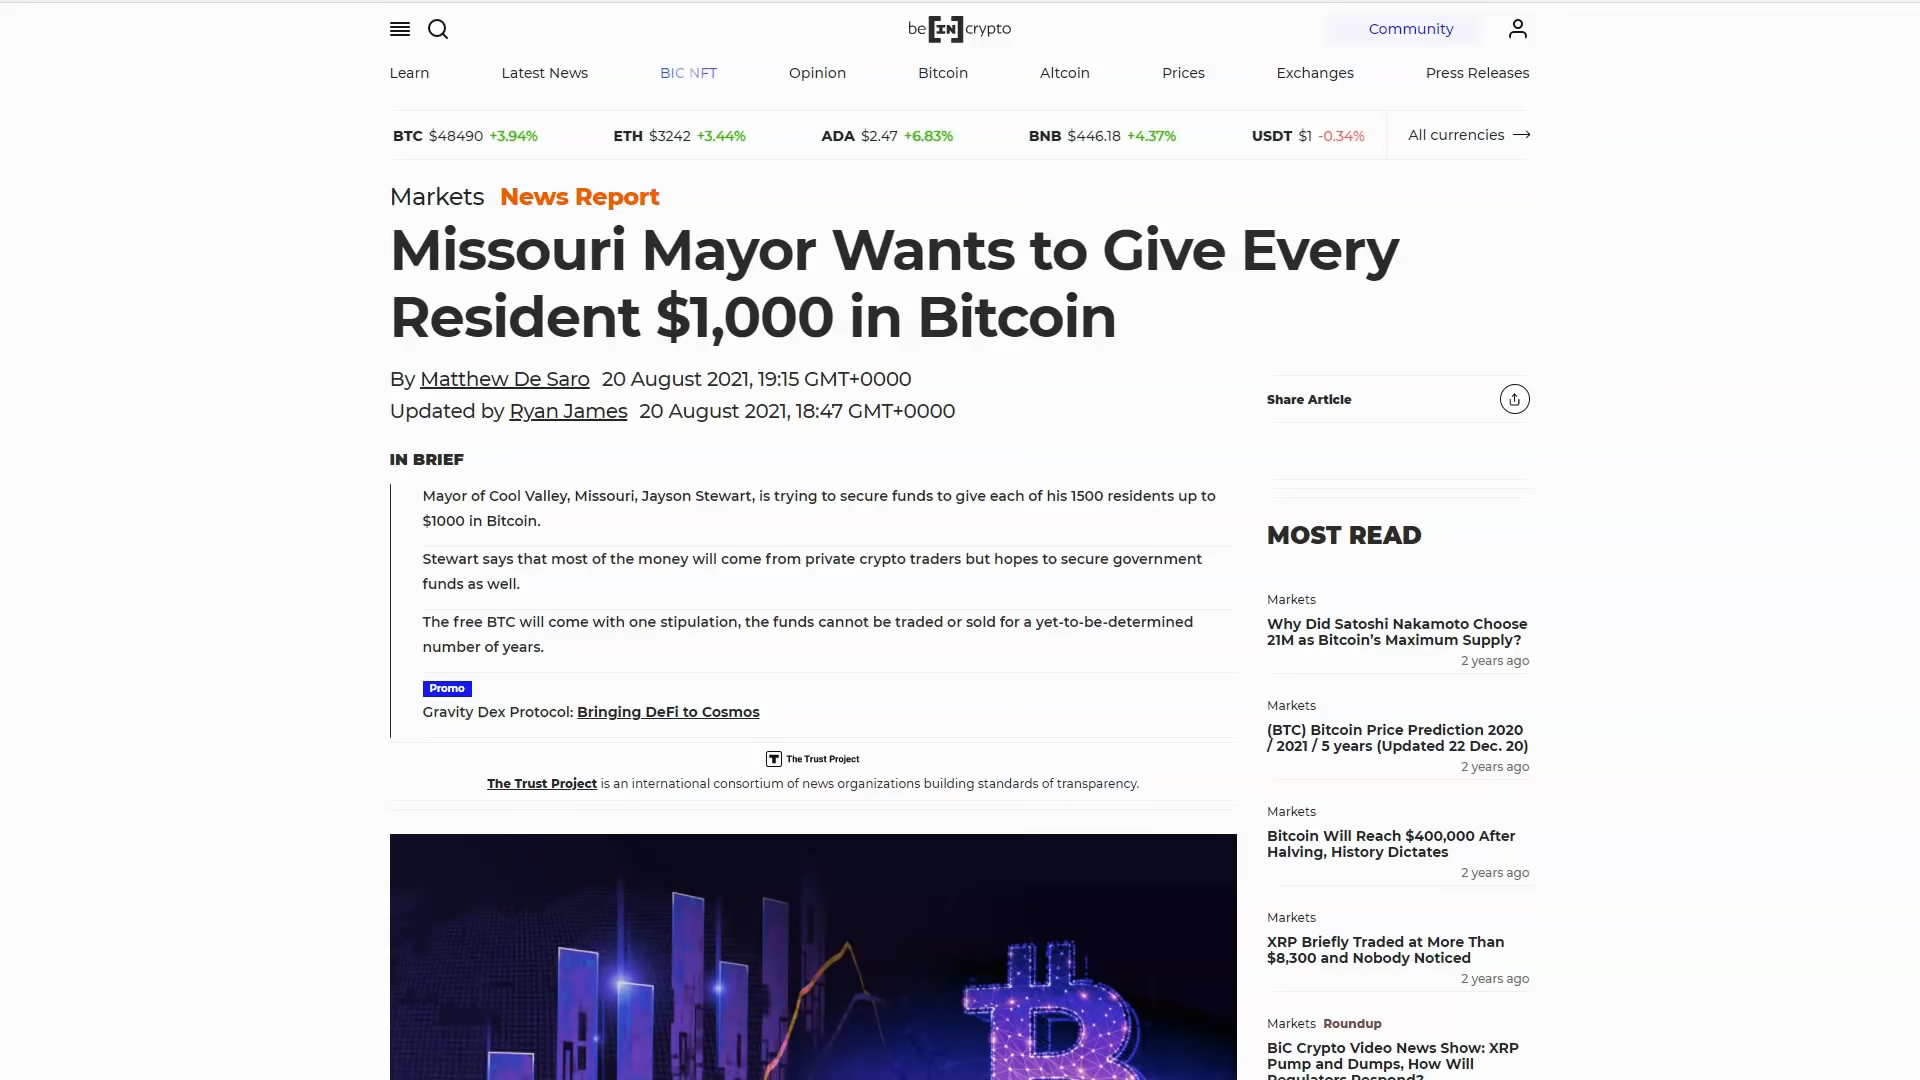 be [IN] crypto
Community
Learn
Latest News
BIC NFT
Opinion
Bitcoin
Altcoin
Prices
Exchanges
Press Releases
BTC $48490 +3.94%
ETH $3242 +3.44%
ADA $2.47 +6.83%
BNB $446.18 +4.37%
USDT $1 -0.34%
All currencies
Markets News Report
Missouri Mayor Wants to Give Every
Resident $1,000 in Bitcoin
By Matthew De Saro 20 August 2021, 19:15 GMT+0000
Updated by Ryan James 20 August 2021, 18:47 GMT+0000
IN BRIEF
Mayor of Cool Valley, Missouri, Jayson Stewart, is trying to secure funds to give each of his 1500 residents up to
$1000 in Bitcoin.
Stewart says that most of the money will come from private crypto traders but hopes to secure government
funds as well.
The free BTC will come with one stipulation, the funds cannot be traded or sold for a yet-to-be-determined
number of years.
Promo
Gravity Dex Protocol: Bringing DeFi to Cosmos
T The Trust Project
The Trust Project is an international consortium of news organizations building standards of transparency.
Share Article
MOST READ
Markets
Why Did Satoshi Nakamoto Choose
21M as Bitcoin's Maximum Supply?
2 years ago
Markets
(BTC) Bitcoin Price Prediction 2020
/ 2021 / 5 years (Updated 22 Dec. 20)
2 years ago
Markets
Bitcoin Will Reach $400,000 After
Halving, History Dictates
2 years ago
Markets
XRP Briefly Traded at More Than
$8,300 and Nobody Noticed
2 years ago
Markets Roundup
BiC Crypto Video News Show: XRP
Pump and Dumps, How Will
Regulators Respond?